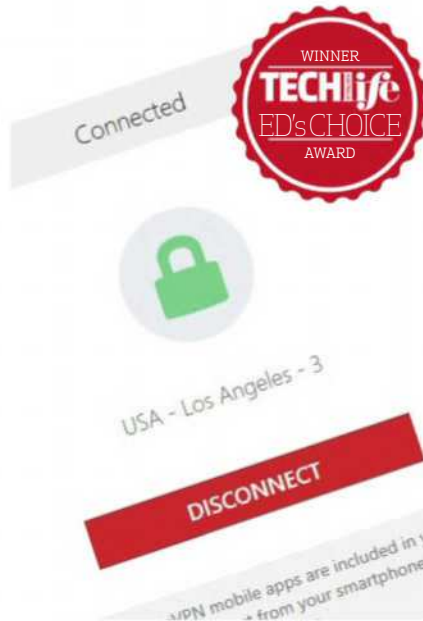 WINNER
TECHlife
ED's CHOICE
AWARD
Connected
USA - Los Angeles - 3
DISCONNECT
VPN mobile apps are included in
from your smartphone